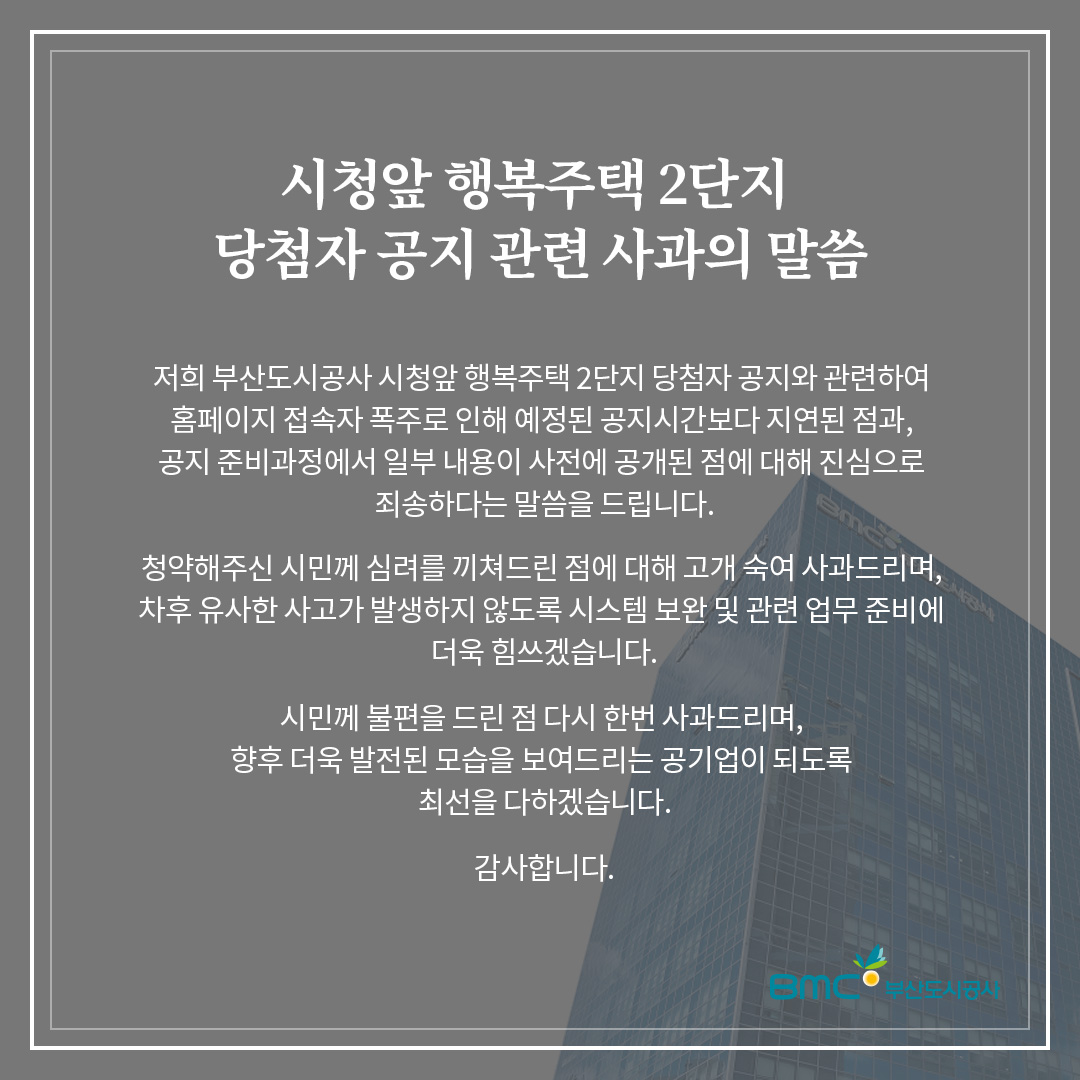 시청앞 행복주택 2단지
당첨자 공지 관련 사과의 말씀
저희 부산도시공사 시청앞 행복주택 2단지 당첨자 공지와 관련하여
홈페이지 접속자 폭주로 인해 예정된 공지시간보다 지연된 점과,
공지 준비과정에서 일부 내용이 사전에 공개된 점에 대해 진심으로
죄송하다는 말씀을 드립니다.
청약해주신 시민께 심려를 끼쳐드린 점에 대해 고개 숙여 사과드리며,
차후 유사한 사고가 발생하지 않도록 시스템 보완 및 관련 업무 준비에
더욱 힘쓰겠습니다.
시민께 불편을 드린 점 다시 한번 사과드리며,
향후 더욱 발전된 모습을 보여드리는 공기업이 되도록
최선을 다하겠습니다.
감사합니다.
BMC
BMC 부산도시공사